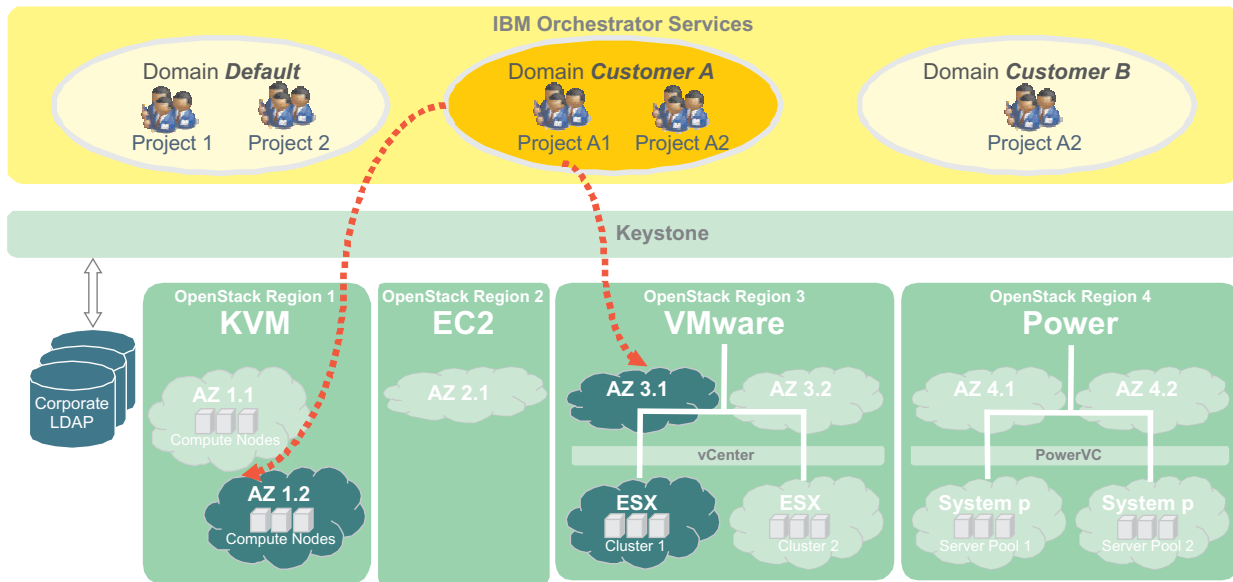 IBM Orchestrator Services
Domain Default
Project 1
Project 2
Domain Customer A
Project A1
Project A2
Domain Customer B
Project A2
Keystone
Corporate
LDAP
OpenStack Region 1
KVM
AZ 1.1
Compute Nodes
AZ 1.2
Compute Nodes
OpenStack Region 2
EC2
AZ 2.1
OpenStack Region 3
VMware
AZ 3.1
AZ 3.2
vCenter
ESX
Cluster 1
ESX
Cluster 2
OpenStack Region 4
Power
AZ 4.1
AZ 4.2
PowerVC
System p
Server Pool 1
System p
Server Pool 2